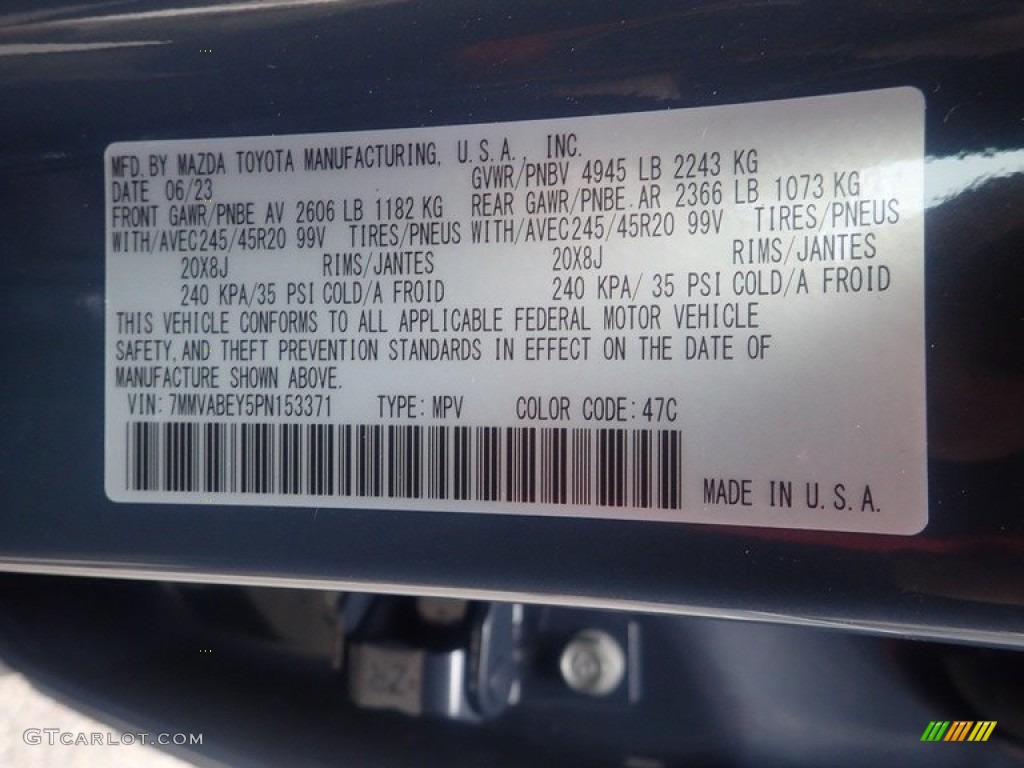 MFD. BY MAZDA TOYOTA MANUFACTURING, U.S.A., INC.
DATE 06/23 GVWR/PNBV 4945 LB 2243 KG
FRONT GAWR/PNBE AV 2606 LB 1182 KG REAR GAWR/PNBE.AR 2366 LB 1073 KG
WITH/AVEC245/45R20 99V TIRES/PNEUS WITH/AVEC245/45R20 99V TIRES/PNEUS
20X8J RIMS/JANTES 20X8J RIMS/JANTES
240 KPA/35 PSI COLD/A FROID 240 KPA/ 35 PSI COLD/A FROID
THIS VEHICLE CONFORMS TO ALL APPLICABLE FEDERAL MOTOR VEHICLE
SAFETY, AND THEFT PREVENTION STANDARDS IN EFFECT ON THE DATE OF
MANUFACTURE SHOWN ABOVE.
VIN: 7MMVABEY5PN153371 TYPE: MPV COLOR CODE: 47C
MADE IN U.S.A.
GTCARLOT.COM